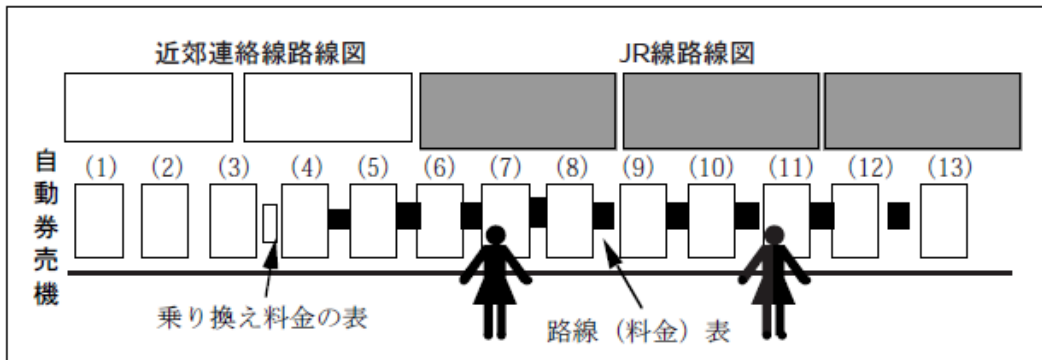 近郊連絡線路線図
JR線路線図
(1) (2) (3) (4) (5) (6) (7) (8) (9) (10) (11) (12) (13)
自動券売機
乗り換え料金の表
路線（料金）表